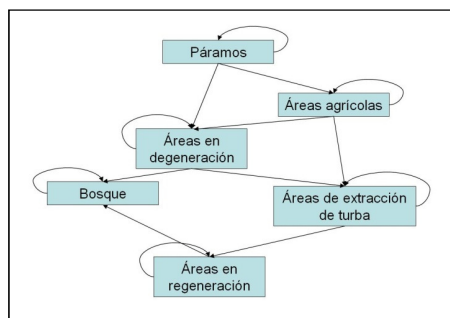 Páramos
Áreas agrícolas
Áreas en
degeneración
Bosque
Áreas de extracción
de turba
Áreas en
regeneración